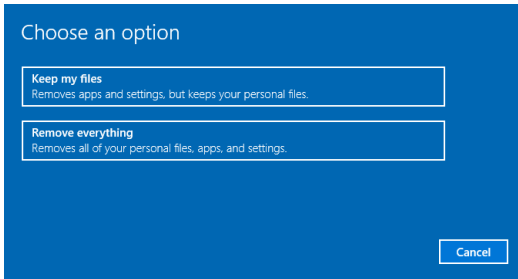 Choose an option
Keep my files
Removes apps and settings, but keeps your personal files.
Remove everything
Removes all of your personal files, apps, and settings.
Cancel